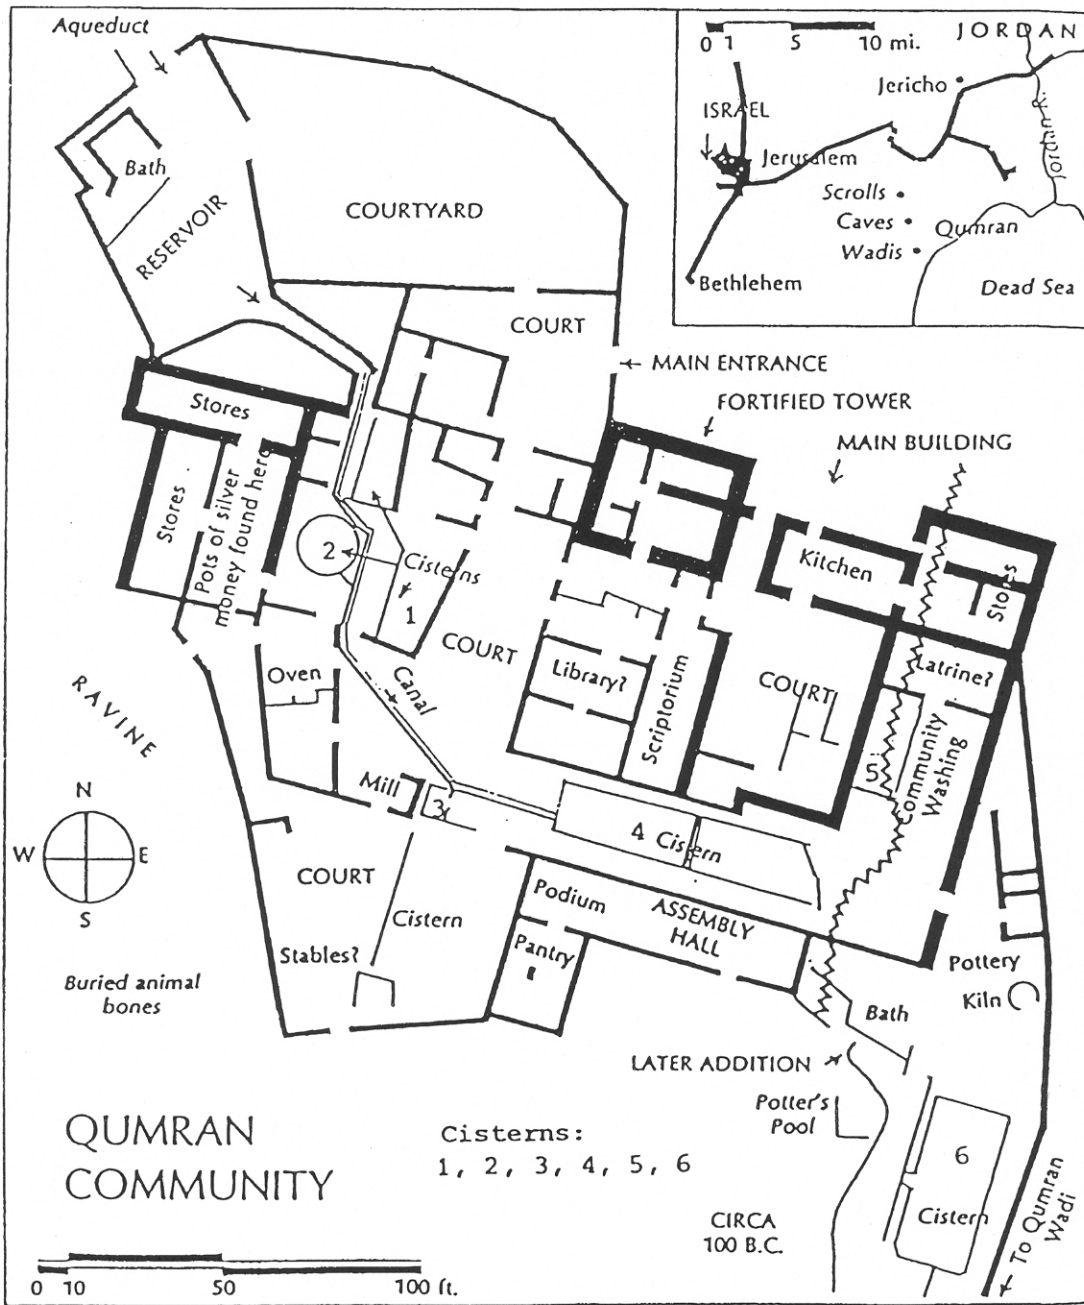 Aqueduct
0 1 5 10 mi.
JORDAN
Jericho
ISRAEL
Jordan R.
Jerusalem
Scrolls
Caves
Qumran
Wadis
Bethlehem
Dead Sea
Bath
RESERVOIR
COURTYARD
COURT
MAIN ENTRANCE
FORTIFIED TOWER
MAIN BUILDING
Stores
Stores
Pots of silver
money found here
2
Cisterns
1
Kitchen
Stores
COURT
Canal
Oven
Library?
Scriptorium
COURT
Latrine?
5
Community
Washing
RAVINE
Mill
3
4 Cistern
N
W E
S
COURT
Cistern
Stables?
Podium
ASSEMBLY
HALL
Pantry
Pottery
Kiln
Bath
Buried animal
bones
LATER ADDITION
Potter's
Pool
QUMRAN
COMMUNITY
Cisterns:
1, 2, 3, 4, 5, 6
6
Cistern
CIRCA
100 B.C.
To Qumran
Wadi
0 10 50 100 ft.